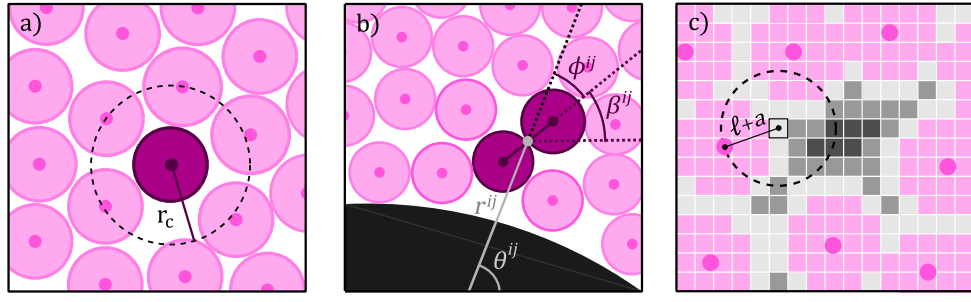 a)
r_c
b)
ϕ^{ij}
β^{ij}
r^{ij}
θ^{ij}
c)
ℓ+a